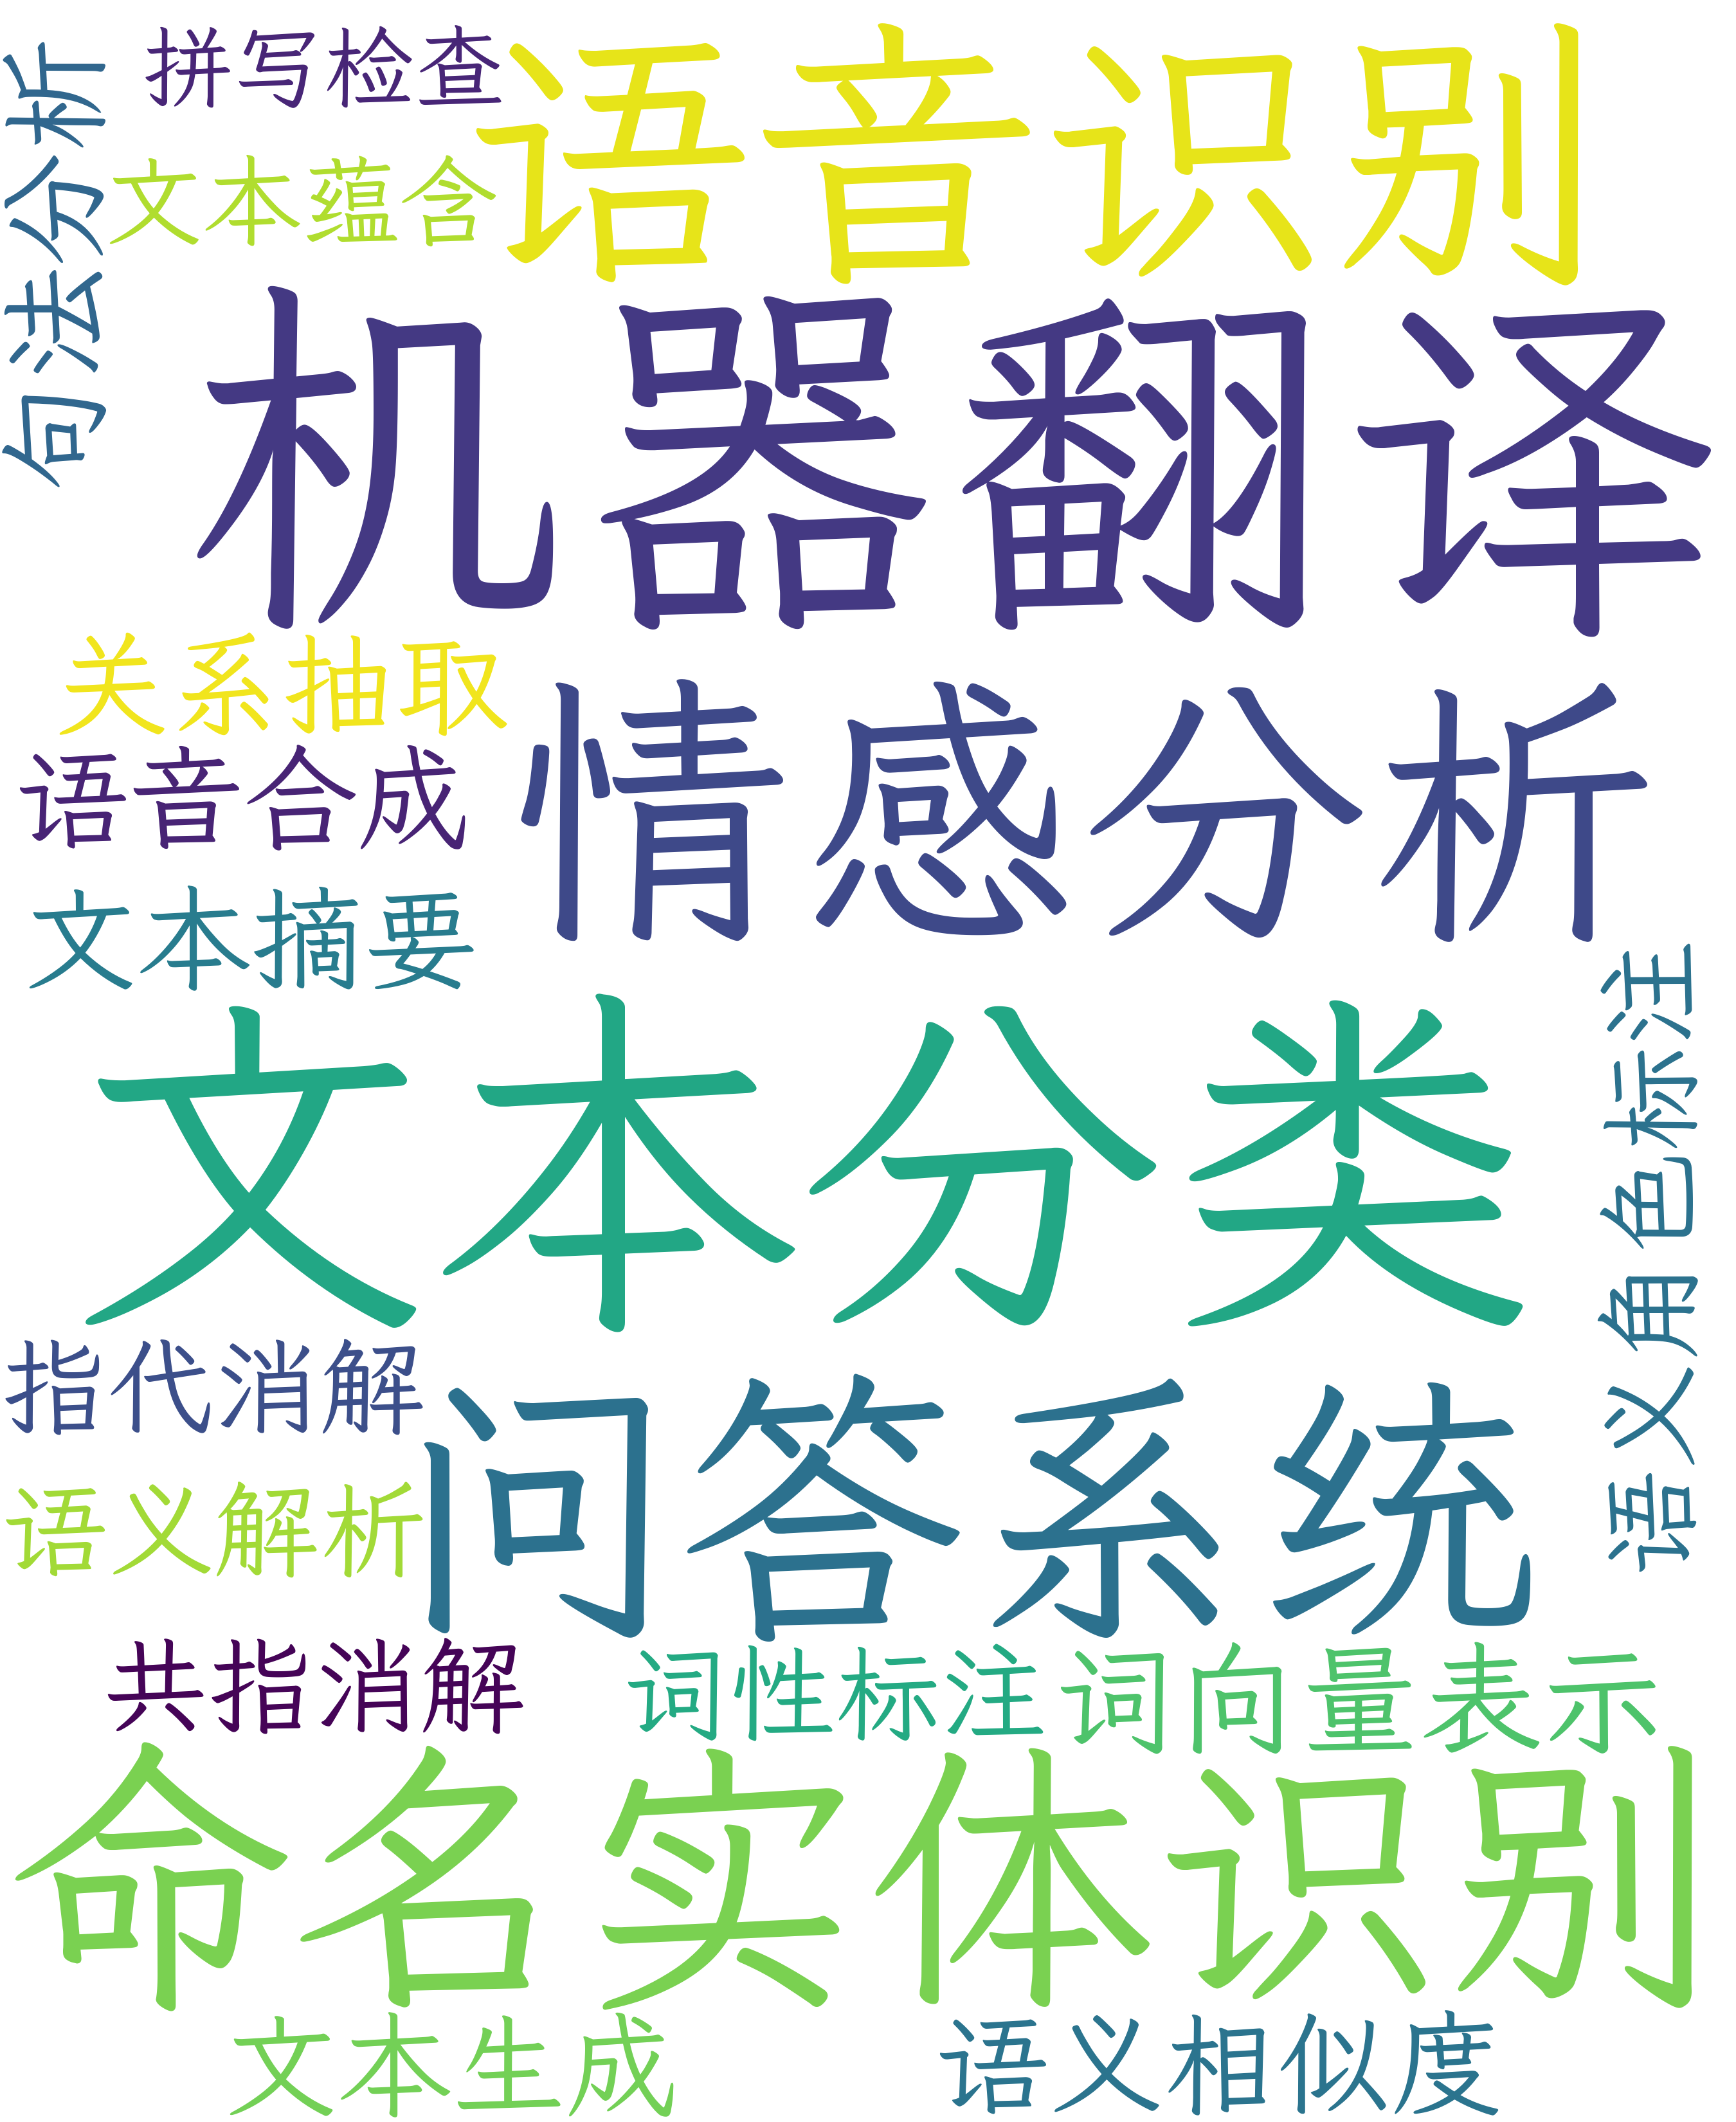 拼写检查
语音识别
句法分析
文本蕴含
机器翻译
关系抽取
语音合成
情感分析
文本摘要
文本分类
语义角色标注
指代消解
问答系统
语义解析
共指消解
词性标注
词向量表示
命名实体识别
文本生成
语义相似度